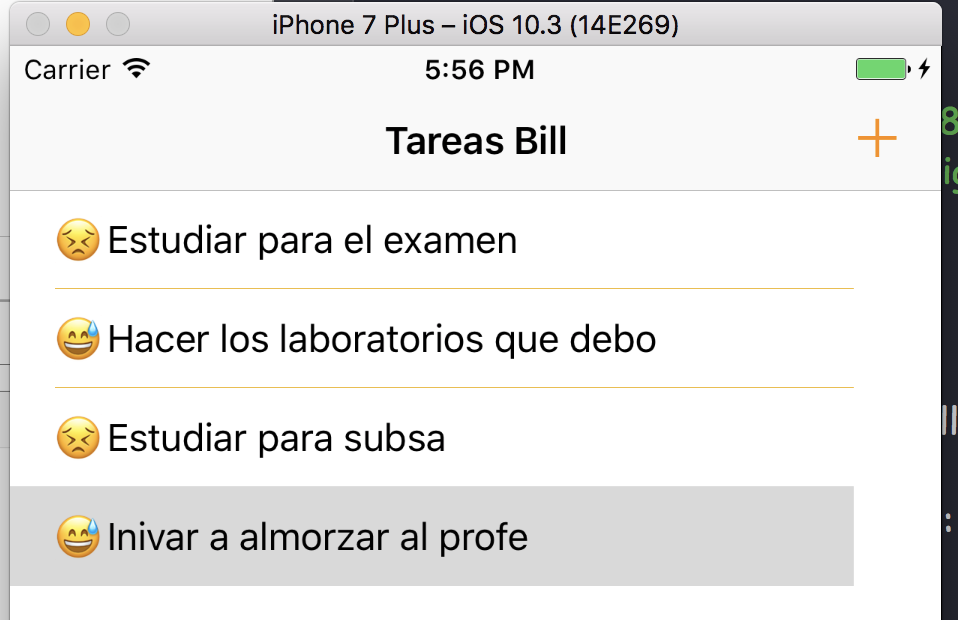 iPhone 7 Plus – iOS 10.3 (14E269)
Carrier 5:56 PM
Tareas Bill
😣 Estudiar para el examen
😅 Hacer los laboratorios que debo
😣 Estudiar para subsa
😅 Inivar a almorzar al profe